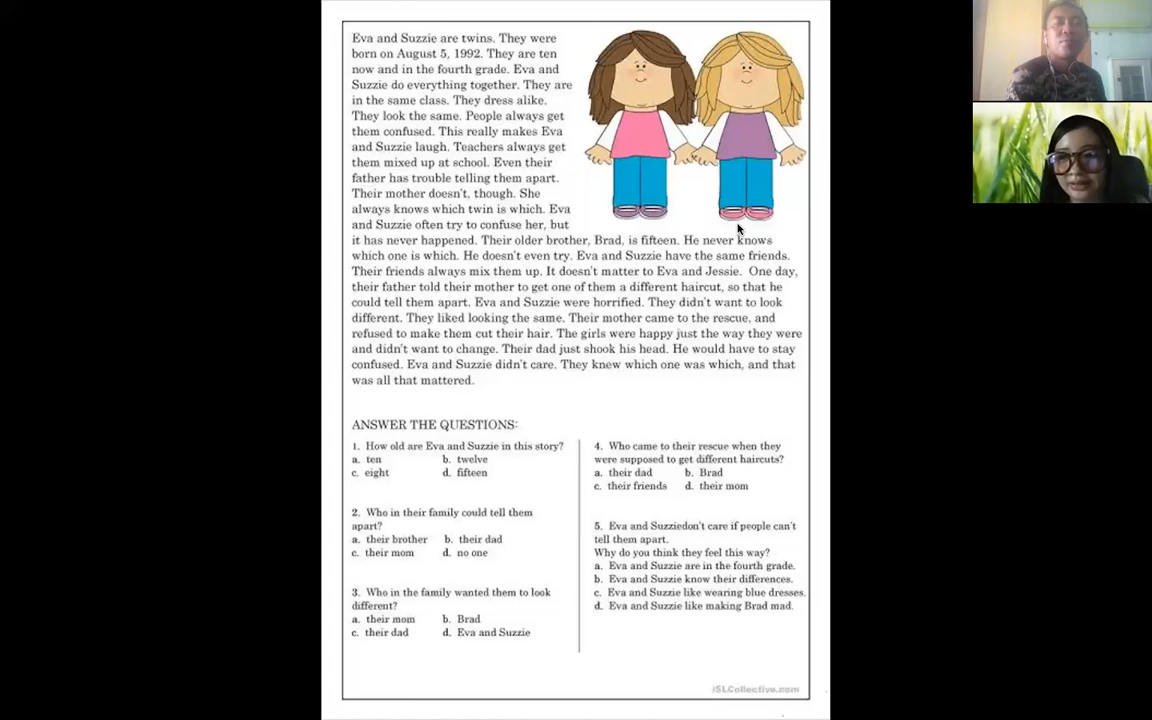 Eva and Suzzie are twins. They were
born on August 5, 1992. They are ten
now and in the fourth grade. Eva and
Suzzie do everything together. They are
in the same class. They dress alike.
They look the same. People always get
them confused. This really makes Eva
and Suzzie laugh. Teachers always get
them mixed up at school. Even their
father has trouble telling them apart.
Their mother doesn't, though. She
always knows which twin is which. Eva
and Suzzie often try to confuse her, but
it has never happened. Their older brother, Brad, is fifteen. He never knows
which one is which. He doesn't even try. Eva and Suzzie have the same friends.
Their friends always mix them up. It doesn't matter to Eva and Jessie. One day,
their father told their mother to get one of them a different haircut, so that he
could tell them apart. Eva and Suzzie were horrified. They didn't want to look
different. They liked looking the same. Their mother came to the rescue, and
refused to make them cut their hair. The girls were happy just the way they were
and didn't want to change. Their dad just shook his head. He would have to stay
confused. Eva and Suzzie didn't care. They knew which one was which, and that
was all that mattered.
ANSWER THE QUESTIONS:
1. How old are Eva and Suzzie in this story?
a. ten b. twelve
c. eight d. fifteen
2. Who in their family could tell them
apart?
a. their brother b. their dad
c. their mom d. no one
3. Who in the family wanted them to look
different?
a. their mom b. Brad
c. their dad d. Eva and Suzzie
4. Who came to their rescue when they
were supposed to get different haircuts?
a. their dad b. Brad
c. their friends d. their mom
5. Eva and Suzziedon't care if people can't
tell them apart.
Why do you think they feel this way?
a. Eva and Suzzie are in the fourth grade.
b. Eva and Suzzie know their differences.
c. Eva and Suzzie like wearing blue dresses.
d. Eva and Suzzie like making Brad mad.
iSLCollective.com